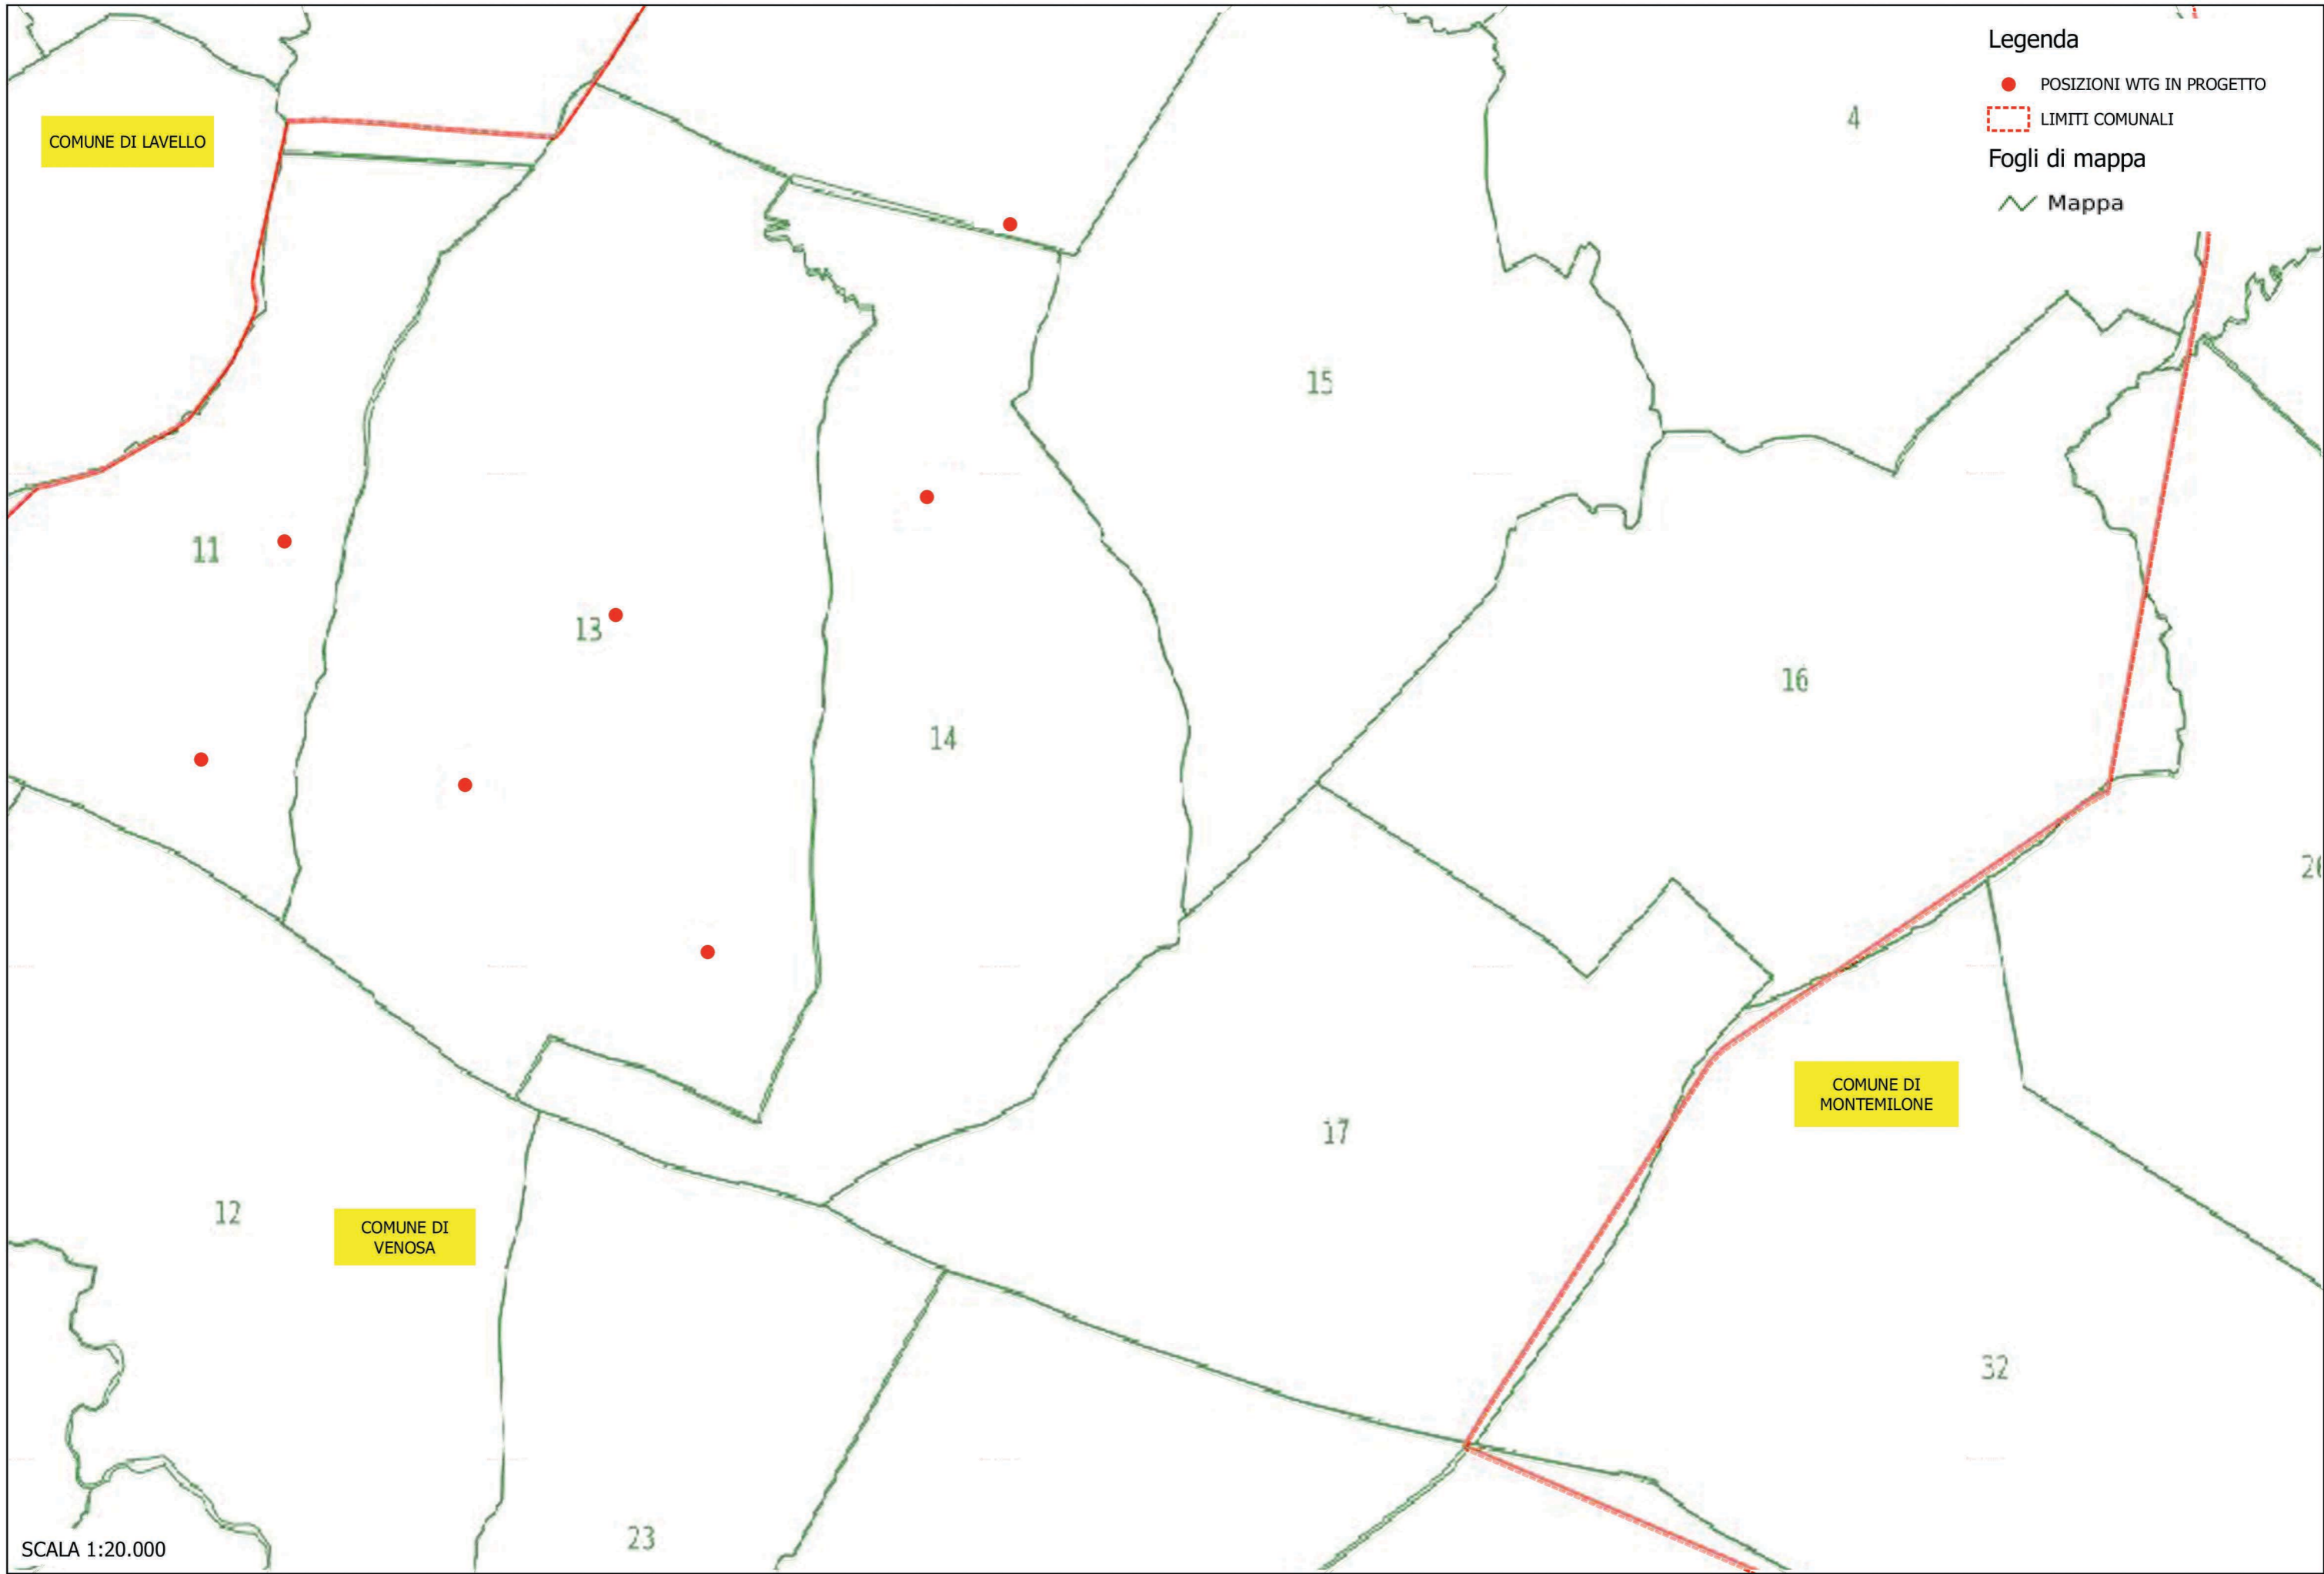 Legenda
POSIZIONI WTG IN PROGETTO
LIMITI COMUNALI
Fogli di mappa
Mappa
4
COMUNE DI LAVELLO
15
11
13
16
14
COMUNE DI
MONTEMILONE
17
12
COMUNE DI
VENOSA
32
23
SCALA 1:20.000